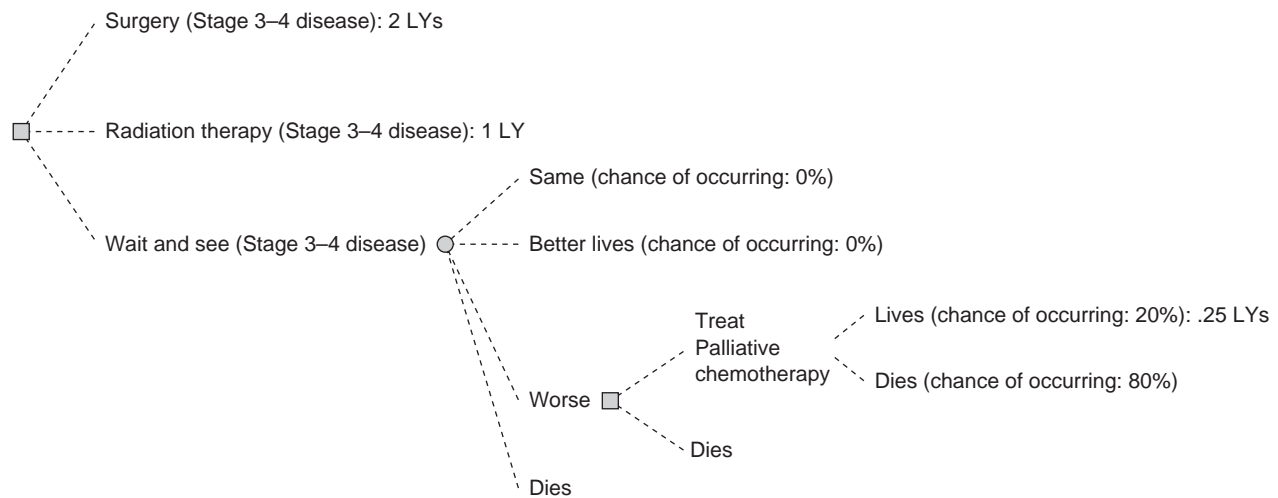 Surgery (Stage 3–4 disease): 2 LYs
Radiation therapy (Stage 3–4 disease): 1 LY
Same (chance of occurring: 0%)
Wait and see (Stage 3–4 disease)
Better lives (chance of occurring: 0%)
Treat
Palliative
chemotherapy
Lives (chance of occurring: 20%): .25 LYs
Dies (chance of occurring: 80%)
Worse
Dies
Dies